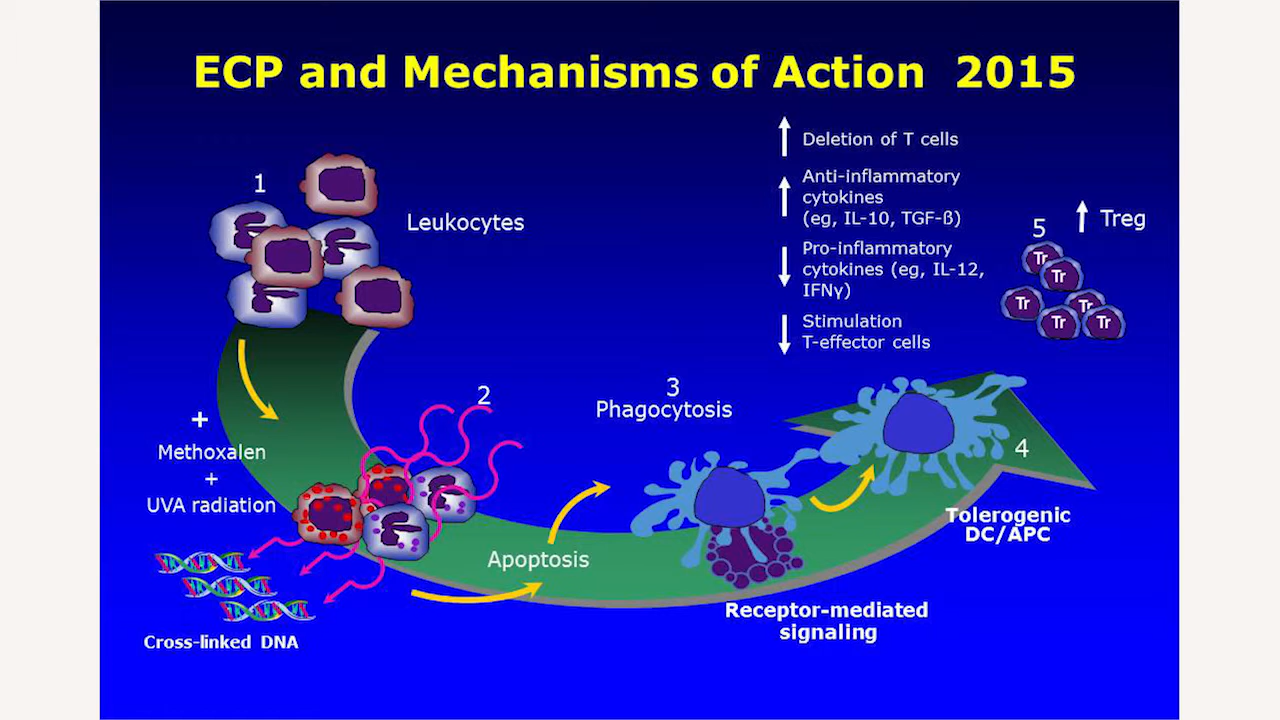 ECP and Mechanisms of Action 2015
1
Leukocytes
+
Methoxalen
+
UVA radiation
Cross-linked DNA
2
Apoptosis
3
Phagocytosis
Receptor-mediated
signaling
4
Tolerogenic
DC/APC
Deletion of T cells
Anti-inflammatory
cytokines
(eg, IL-10, TGF-ß)
Pro-inflammatory
cytokines (eg, IL-12,
IFNγ)
Stimulation
T-effector cells
5
Treg
Tr
Tr
Tr
Tr
Tr
Tr